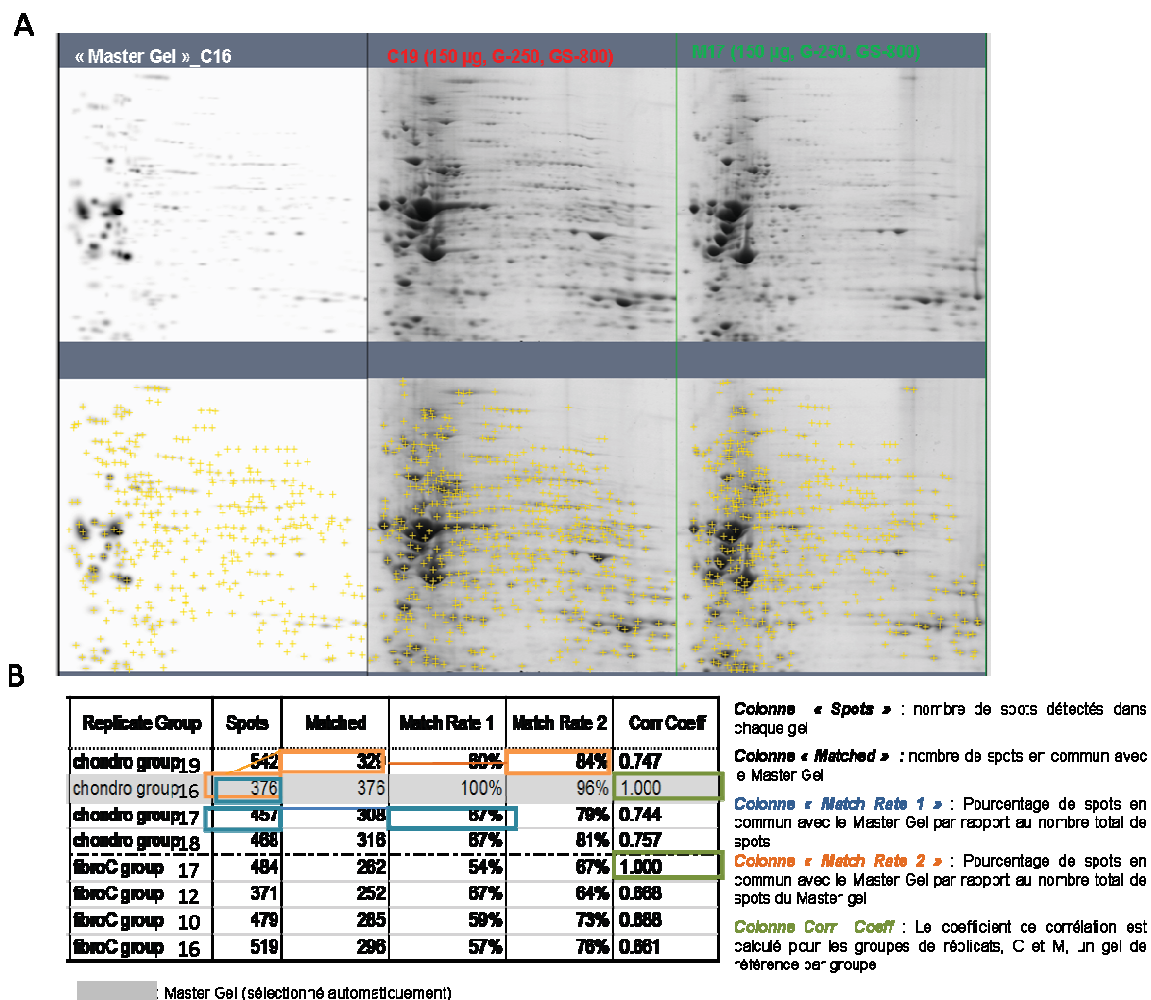 A
« Master Gel »_C16
C19 (150 µg, G-250, GS-800)
M17 (150 µg, G-250, GS-800)
B
Replicate Group Spots Matched Match Rate 1 Match Rate 2 Corr Coeff
chondro group 19 542 329 60% 84% 0.747
chondro group 16 376 376 100% 96% 1.000
chondro group 17 457 308 67% 79% 0.744
chondro group 18 468 316 67% 81% 0.757
fibroC group 17 484 262 54% 67% 1.000
fibroC group 12 371 252 67% 64% 0.668
fibroC group 10 479 285 59% 73% 0.668
fibroC group 16 519 296 57% 76% 0.661
Colonne « Spots » : nombre de spots détectés dans
chaque gel
Colonne « Matched » : nombre de spots en commun avec
le Master Gel
Colonne « Match Rate 1 » : Pourcentage de spots en
commun avec le Master Gel par rapport au nombre total de
spots
Colonne « Match Rate 2 » : Pourcentage de spots en
commun avec le Master Gel par rapport au nombre total de
spots du Master gel
Colonne Corr Coeff : Le coefficient de corrélation est
calculé pour les groupes de réplicats, C et M, un gel de
référence par groupe
: Master Gel (sélectionné automatiquement)